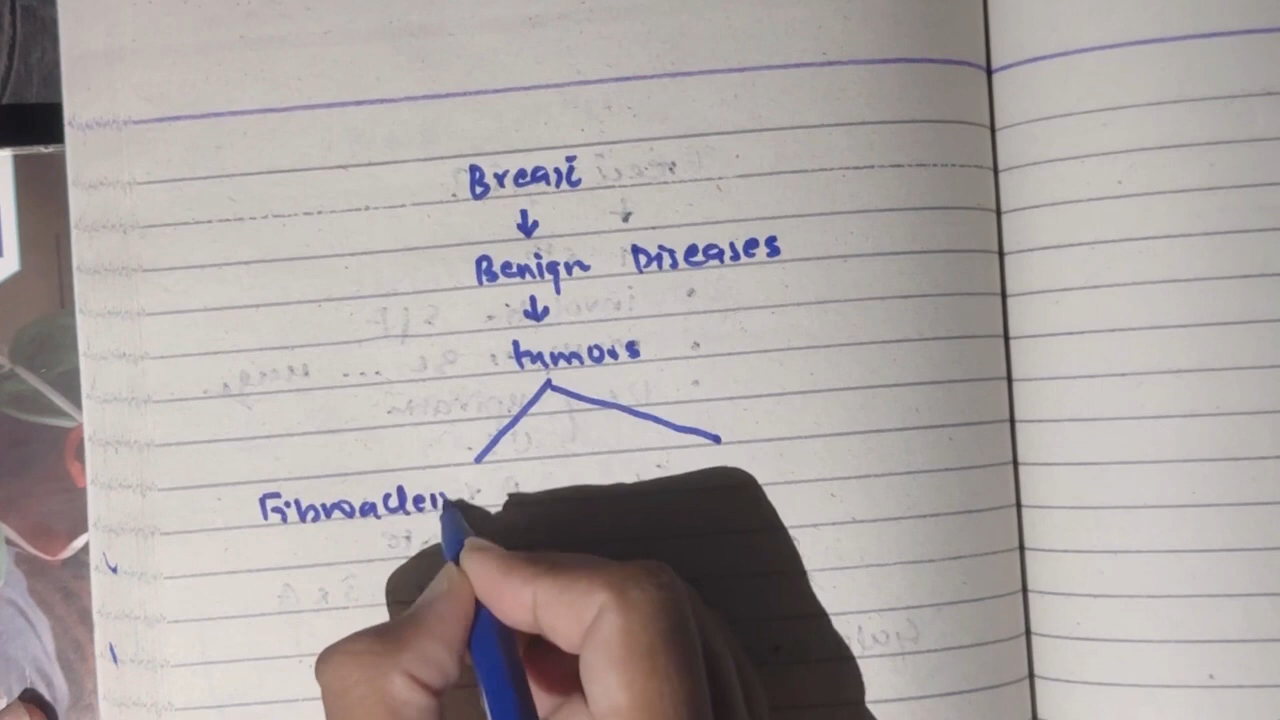 Breast
↓
Benign Diseases
↓
tumors
Fibroaden